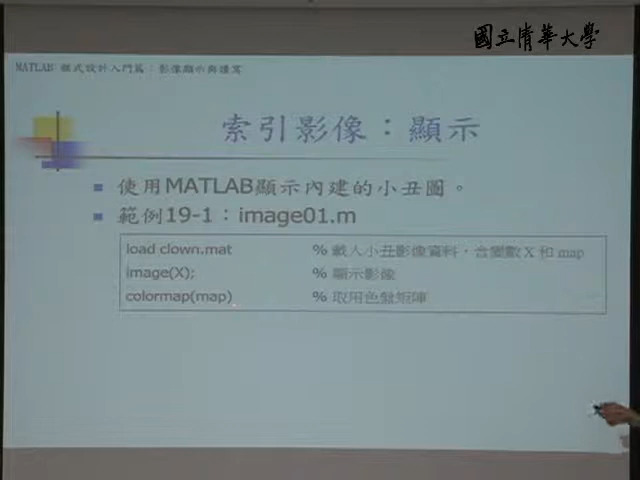 國立清華大學
MATLAB 程式設計入門篇：影像顯示與讀寫
索引影像：顯示
使用MATLAB顯示內建的小丑圖。
範例19-1：image01.m
load clown.mat % 載入小丑影像資料，含變數 X 和 map
image(X); % 顯示影像
colormap(map) % 取用色盤矩陣